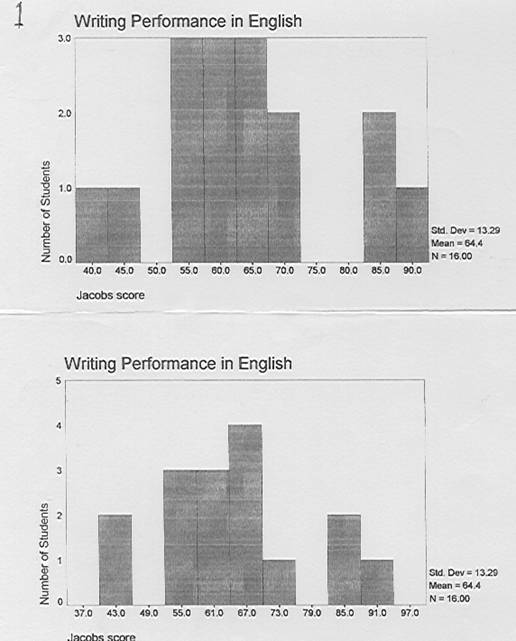 1
Writing Performance in English
3.0
2.0
1.0
0.0
Number of Students
40.0 45.0 50.0 55.0 60.0 65.0 70.0 75.0 80.0 85.0 90.0
Std. Dev = 13.29
Mean = 64.4
N = 16.00
Jacobs score
Writing Performance in English
5
4
3
2
1
0
Number of Students
37.0 43.0 49.0 55.0 61.0 67.0 73.0 79.0 85.0 91.0 97.0
Std. Dev = 13.29
Mean = 64.4
N = 16.00
Jacobs score